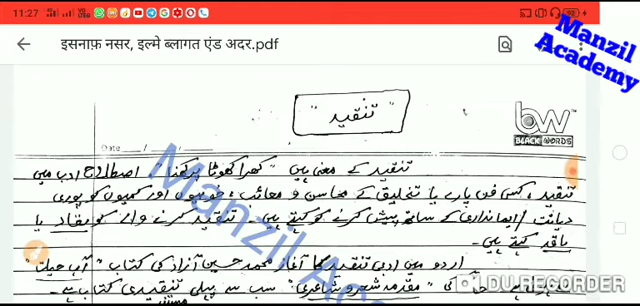 11:27
इसनाफ़ नसर, इल्मे ब्लागत एंड अदर.pdf
Manzil
Academy
" تنقید "
bw
BLACK WORDS
Date
تنقید کے معنی ہیں " کھرا کھوٹا پرکھنا " اصطلاح ادب میں
تنقید، کسی فن پارے یا تخلیق کے محاسن و معائب، خوبیوں اور کمیوں کو پوری
دیانت / ایمانداری کے ساتھ پیش کرنے کو کہتے ہیں۔ تنقید کرنے والے کو نقاد یا
ناقد کہتے ہیں۔
اردو میں ادبی تنقید کا آغاز محمد حسین آزاد کی کتاب " آب حیات "
کی " مقدمہ شعر و شاعری " سب سے پہلی تنقیدی کتاب ہے۔
DU RECORDER